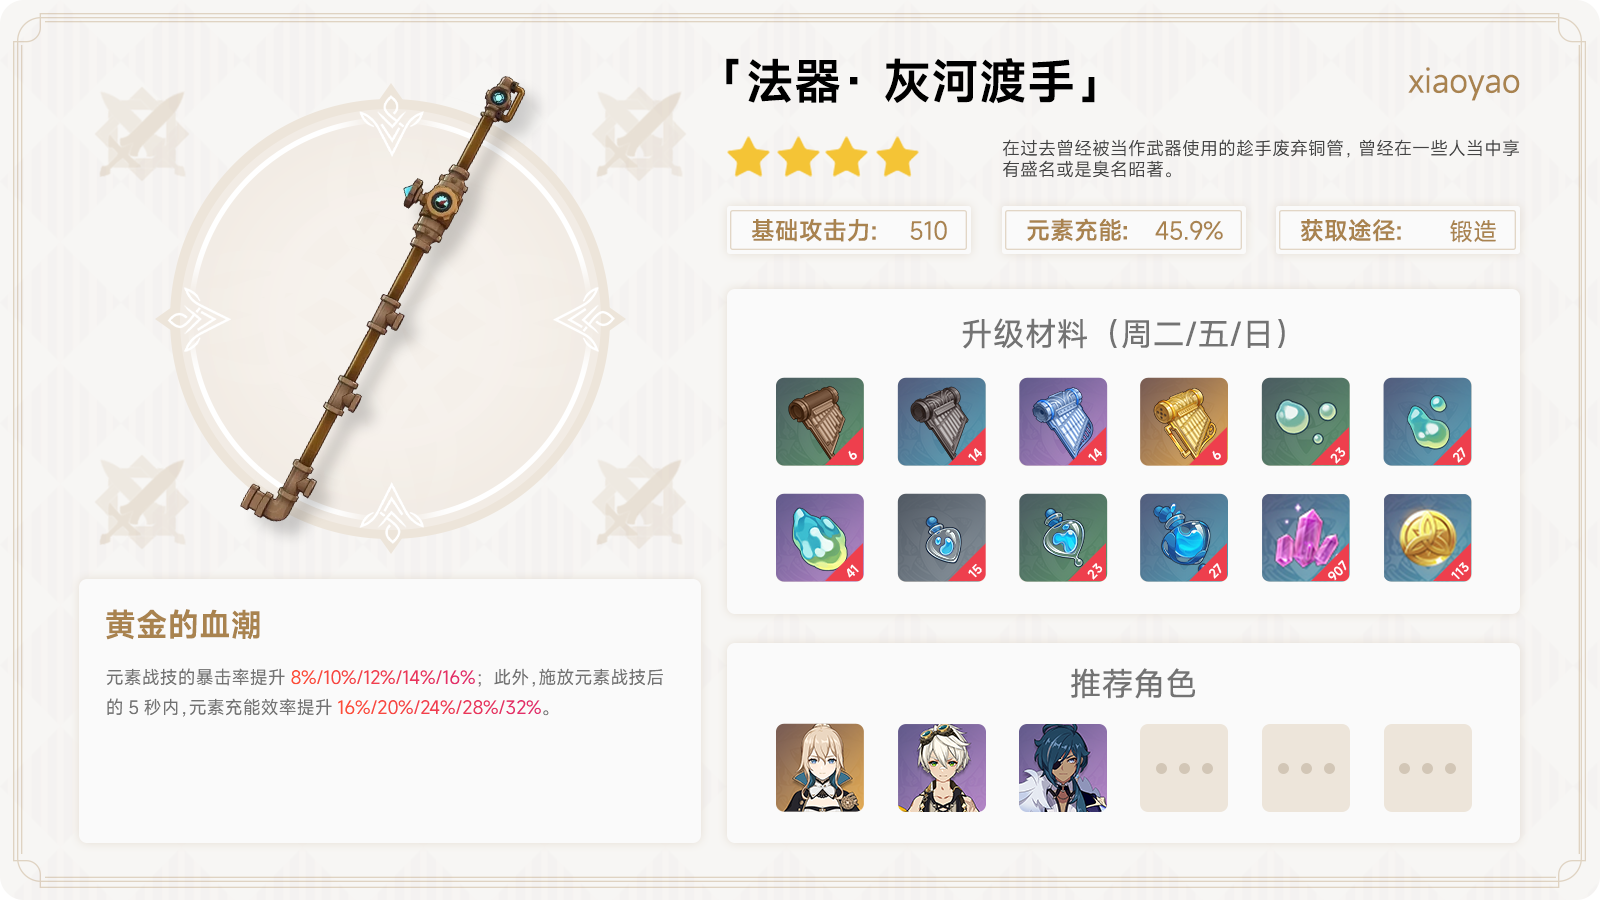 「法器· 灰河渡手」
xiaoyao
在过去曾经被当作武器使用的趁手废弃铜管，曾经在一些人当中享
有盛名或是臭名昭著。
基础攻击力: 510
元素充能: 45.9%
获取途径: 锻造
升级材料（周二/五/日）
6 14 14 6 23 27
41 15 23 27 907 113
黄金的血潮
元素战技的暴击率提升 8%/10%/12%/14%/16%；此外,施放元素战技后
的 5 秒内,元素充能效率提升 16%/20%/24%/28%/32%。
推荐角色